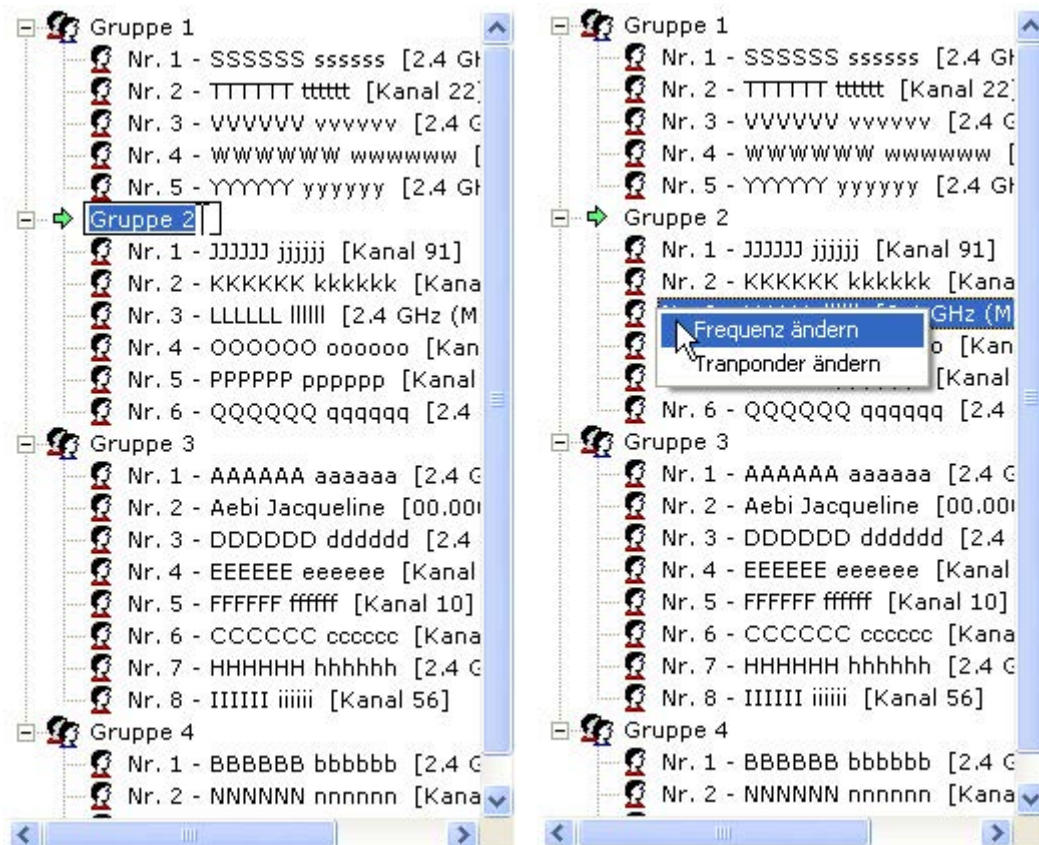 Gruppe 1
Nr. 1 - SSSSSS ssssss [2.4 GH
Nr. 2 - TTTTTT tttttt [Kanal 22]
Nr. 3 - VVVVVV vvvvvv [2.4 G
Nr. 4 - WWWWWW wwwwww [
Nr. 5 - YYYYYY yyyyyy [2.4 GH
Gruppe 2
Nr. 1 - JJJJJJ jjjjjj [Kanal 91]
Nr. 2 - KKKKKK kkkkkk [Kana
Nr. 3 - LLLLLL llllll [2.4 GHz (M
Nr. 4 - OOOOOO oooooo [Kan
Nr. 5 - PPPPPP pppppp [Kanal
Nr. 6 - QQQQQQ qqqqqq [2.4
Gruppe 3
Nr. 1 - AAAAAA aaaaaa [2.4 G
Nr. 2 - Aebi Jacqueline [00.00
Nr. 3 - DDDDDD dddddd [2.4
Nr. 4 - EEEEEE eeeeee [Kanal
Nr. 5 - FFFFFF ffffff [Kanal 10]
Nr. 6 - CCCCCC cccccc [Kana
Nr. 7 - HHHHHH hhhhhh [2.4 G
Nr. 8 - IIIIII iiiiii [Kanal 56]
Gruppe 4
Nr. 1 - BBBBBB bbbbbb [2.4 G
Nr. 2 - NNNNNN nnnnnn [Kana
Gruppe 1
Nr. 1 - SSSSSS ssssss [2.4 GH
Nr. 2 - TTTTTT tttttt [Kanal 22]
Nr. 3 - VVVVVV vvvvvv [2.4 G
Nr. 4 - WWWWWW wwwwww [
Nr. 5 - YYYYYY yyyyyy [2.4 GH
Gruppe 2
Nr. 1 - JJJJJJ jjjjjj [Kanal 91]
Nr. 2 - KKKKKK kkkkkk [Kana
GHz (M
Frequenz ändern
o [Kan
Tranponder ändern
[Kanal
Nr. 6 - QQQQQQ qqqqqq [2.4
Gruppe 3
Nr. 1 - AAAAAA aaaaaa [2.4 G
Nr. 2 - Aebi Jacqueline [00.00
Nr. 3 - DDDDDD dddddd [2.4
Nr. 4 - EEEEEE eeeeee [Kanal
Nr. 5 - FFFFFF ffffff [Kanal 10]
Nr. 6 - CCCCCC cccccc [Kana
Nr. 7 - HHHHHH hhhhhh [2.4 G
Nr. 8 - IIIIII iiiiii [Kanal 56]
Gruppe 4
Nr. 1 - BBBBBB bbbbbb [2.4 G
Nr. 2 - NNNNNN nnnnnn [Kana